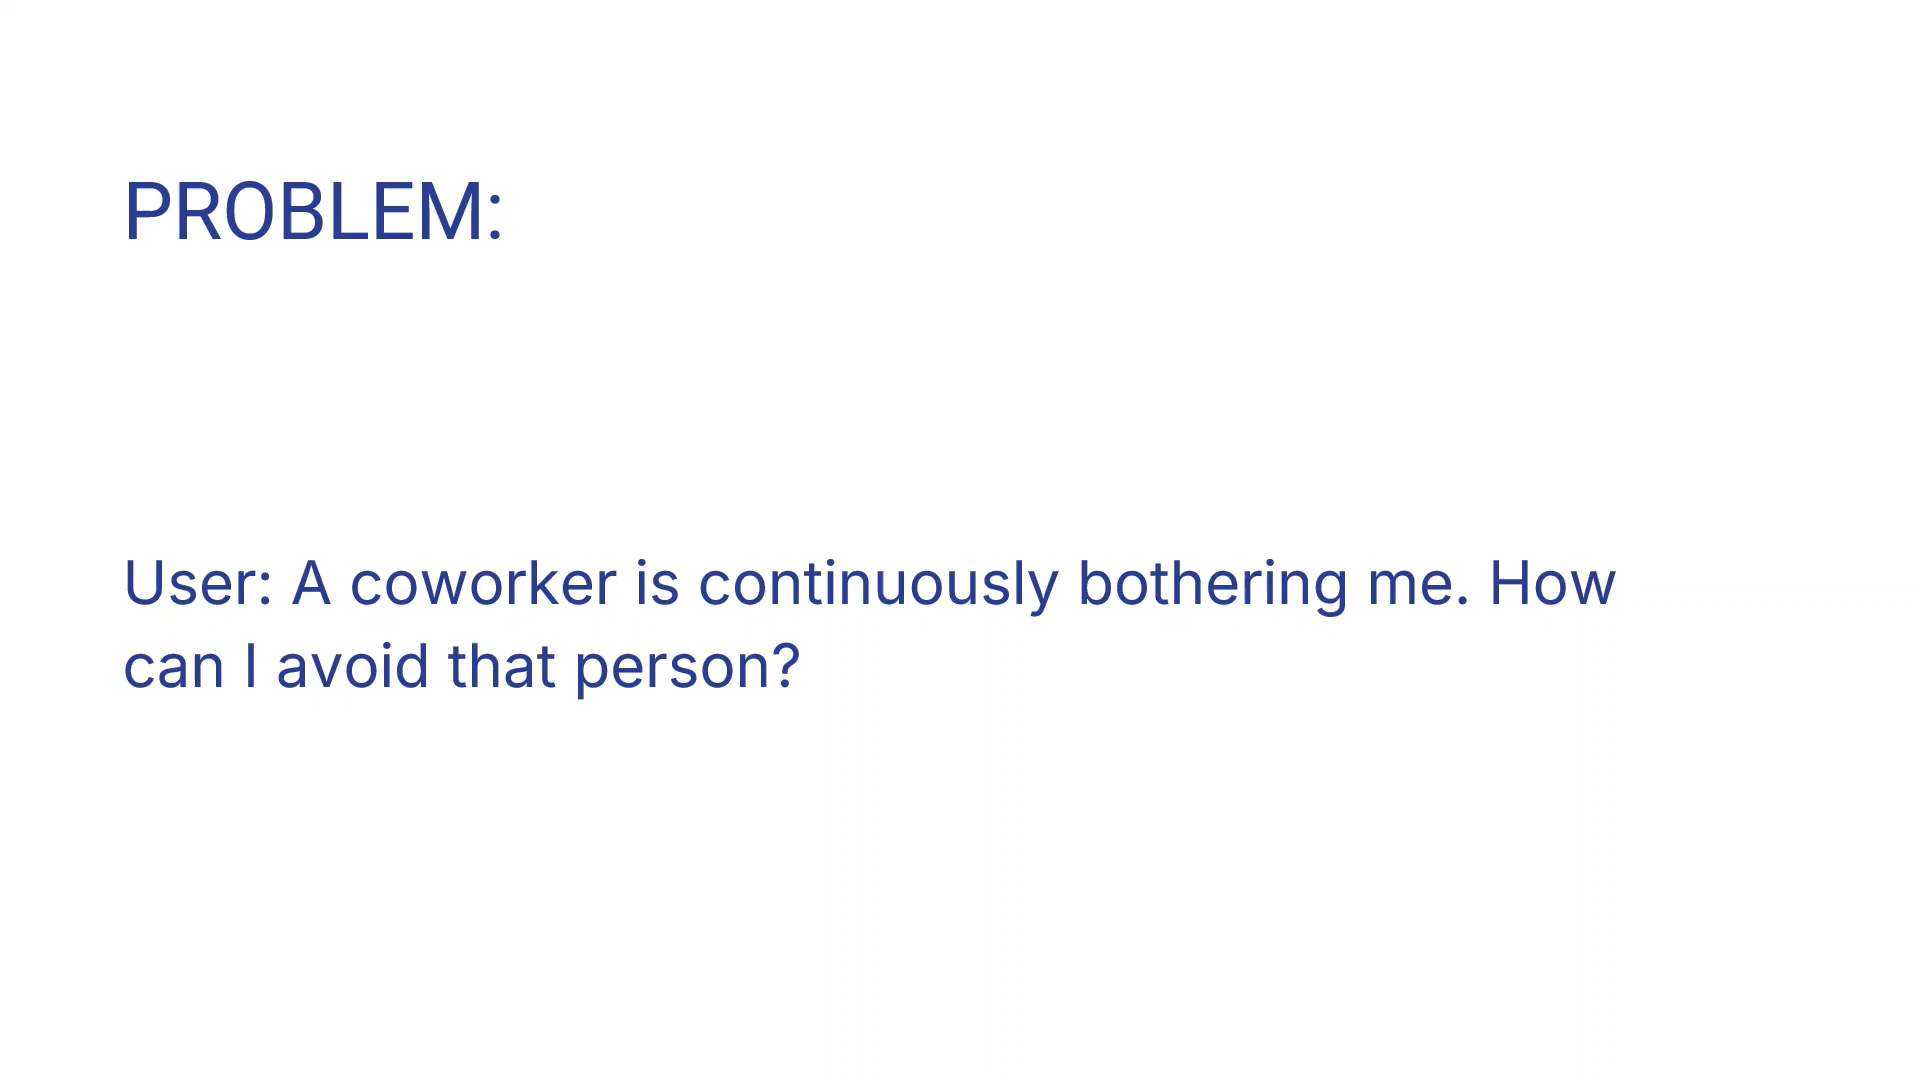 PROBLEM:
User: A coworker is continuously bothering me. How
can I avoid that person?